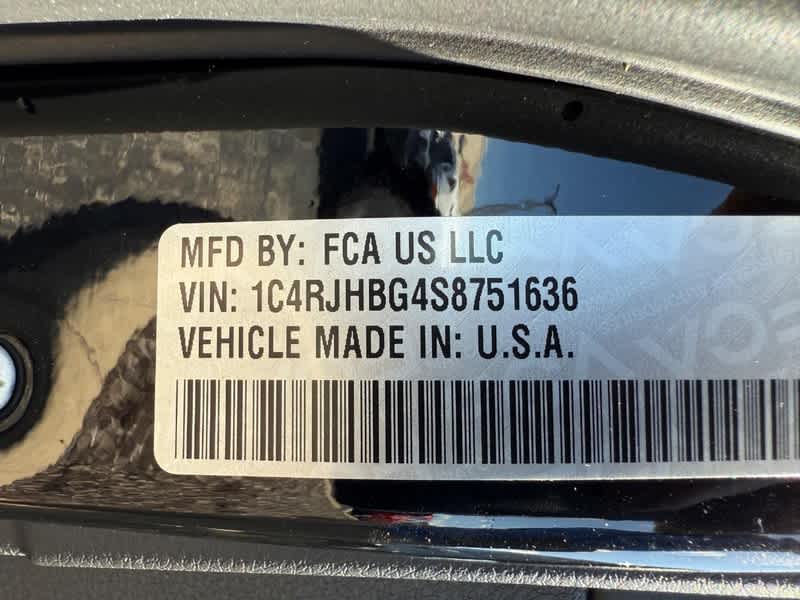 MFD BY: FCA US LLC
VIN: 1C4RJHBG4S8751636
VEHICLE MADE IN: U.S.A.